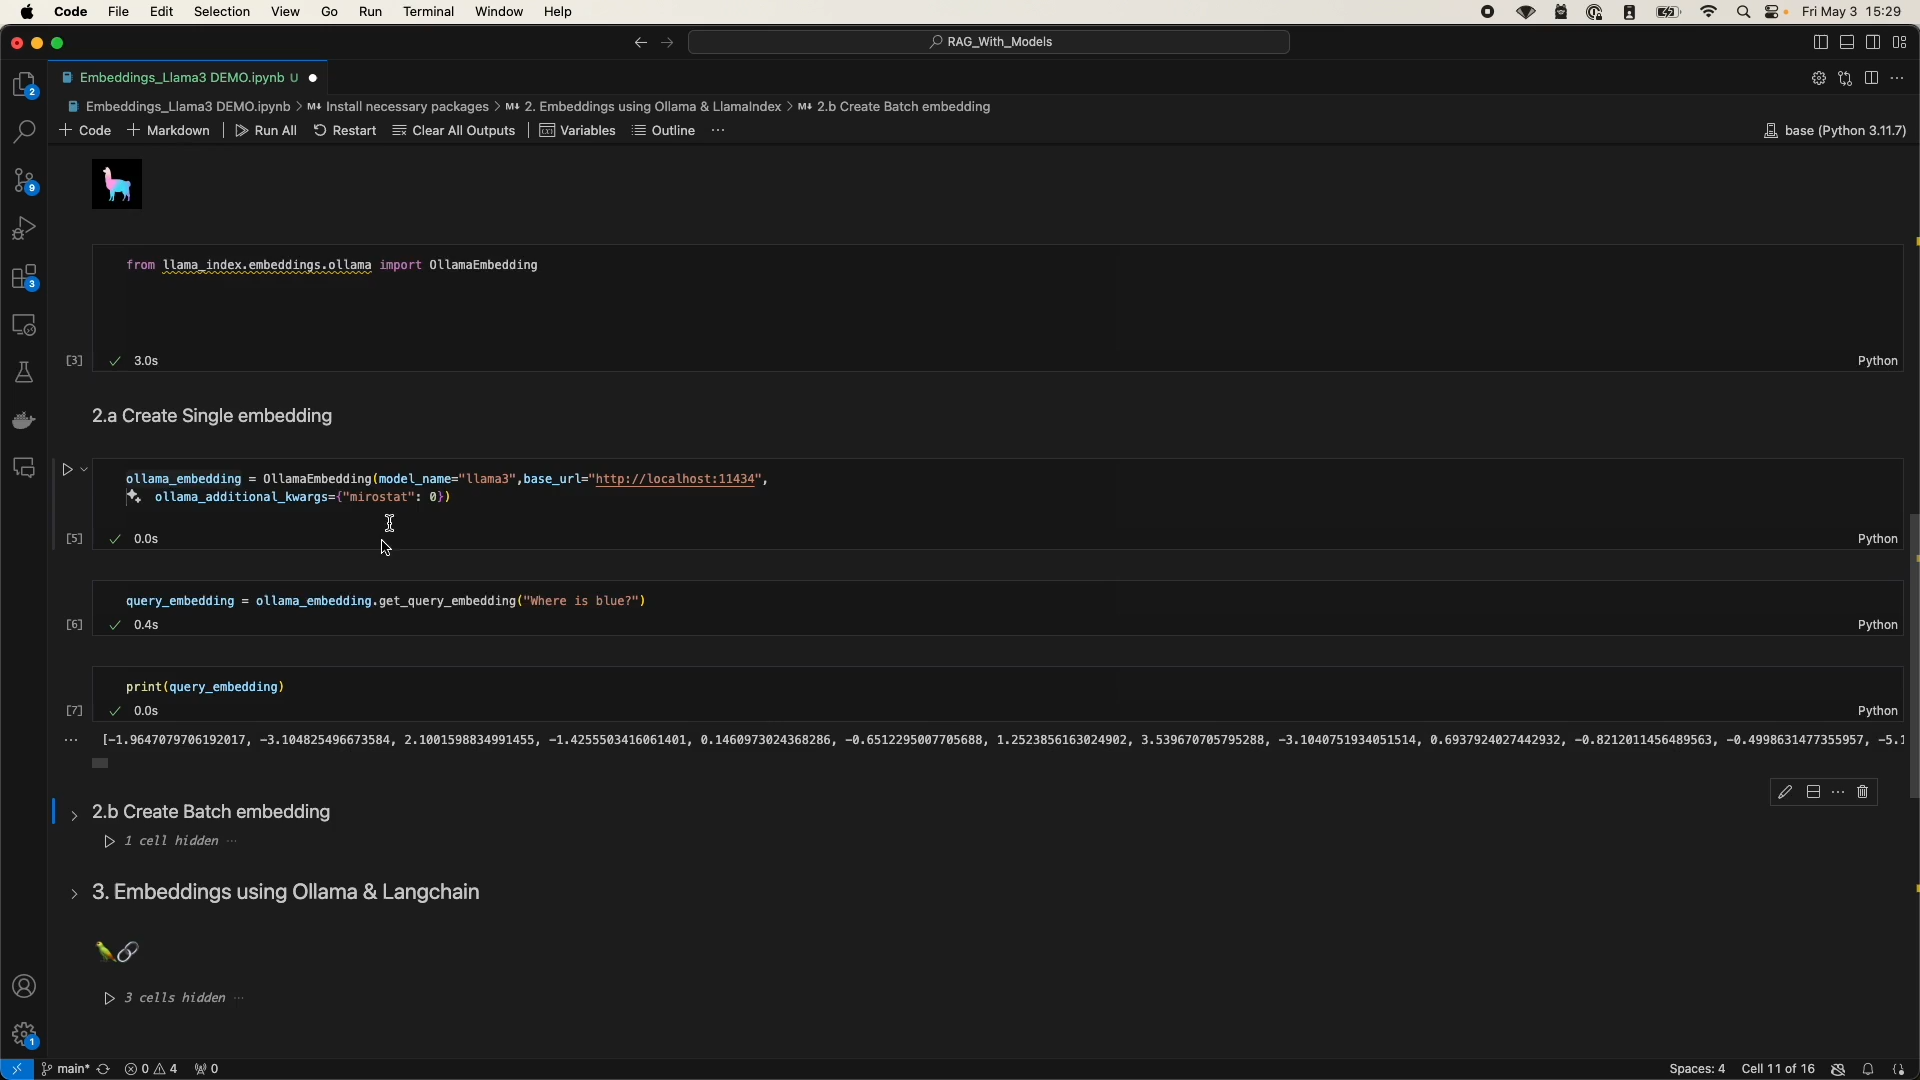 Code File Edit Selection View Go Run Terminal Window Help Fri May 3 15:29
RAG_With_Models
Embeddings_Llama3 DEMO.ipynb U
Embeddings_Llama3 DEMO.ipynb > M↓ Install necessary packages > M↓ 2. Embeddings using Ollama & LlamaIndex > M↓ 2.b Create Batch embedding
+ Code + Markdown Run All Restart Clear All Outputs Variables Outline ··· base (Python 3.11.7)
2
9
3
from llama_index.embeddings.ollama import OllamaEmbedding
[3] ✓ 3.0s Python
2.a Create Single embedding
ollama_embedding = OllamaEmbedding(model_name="llama3",base_url="http://localhost:11434",
ollama_additional_kwargs={"mirostat": 0})
[5] ✓ 0.0s Python
query_embedding = ollama_embedding.get_query_embedding("Where is blue?")
[6] ✓ 0.4s Python
print(query_embedding)
[7] ✓ 0.0s Python
··· [-1.9647079706192017, -3.104825496673584, 2.1001598834991455, -1.4255503416061401, 0.1460973024368286, -0.6512295007705688, 1.2523856163024902, 3.539670705795288, -3.1040751934051514, 0.6937924027442932, -0.8212011456489563, -0.4998631477355957, -5.1
2.b Create Batch embedding
1 cell hidden ···
3. Embeddings using Ollama & Langchain
3 cells hidden ···
1
main* 0 4 0 Spaces: 4 Cell 11 of 16